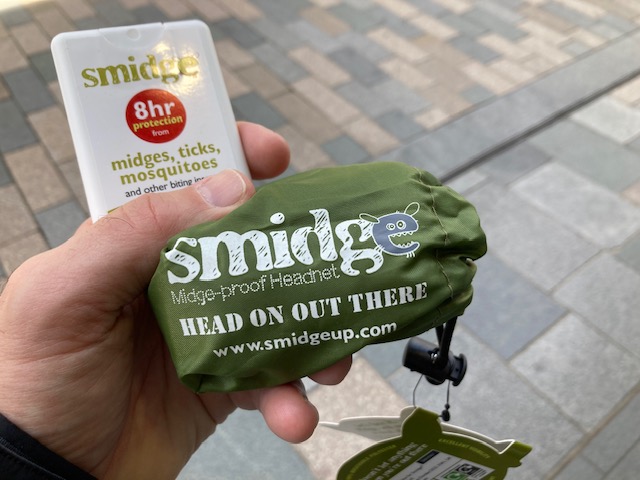 smidge
8hr
protection
from
midges, ticks,
mosquitoes
and other biting
smidge
Midge-proof Headnet
HEAD ON OUT THERE
www.smidgeup.com